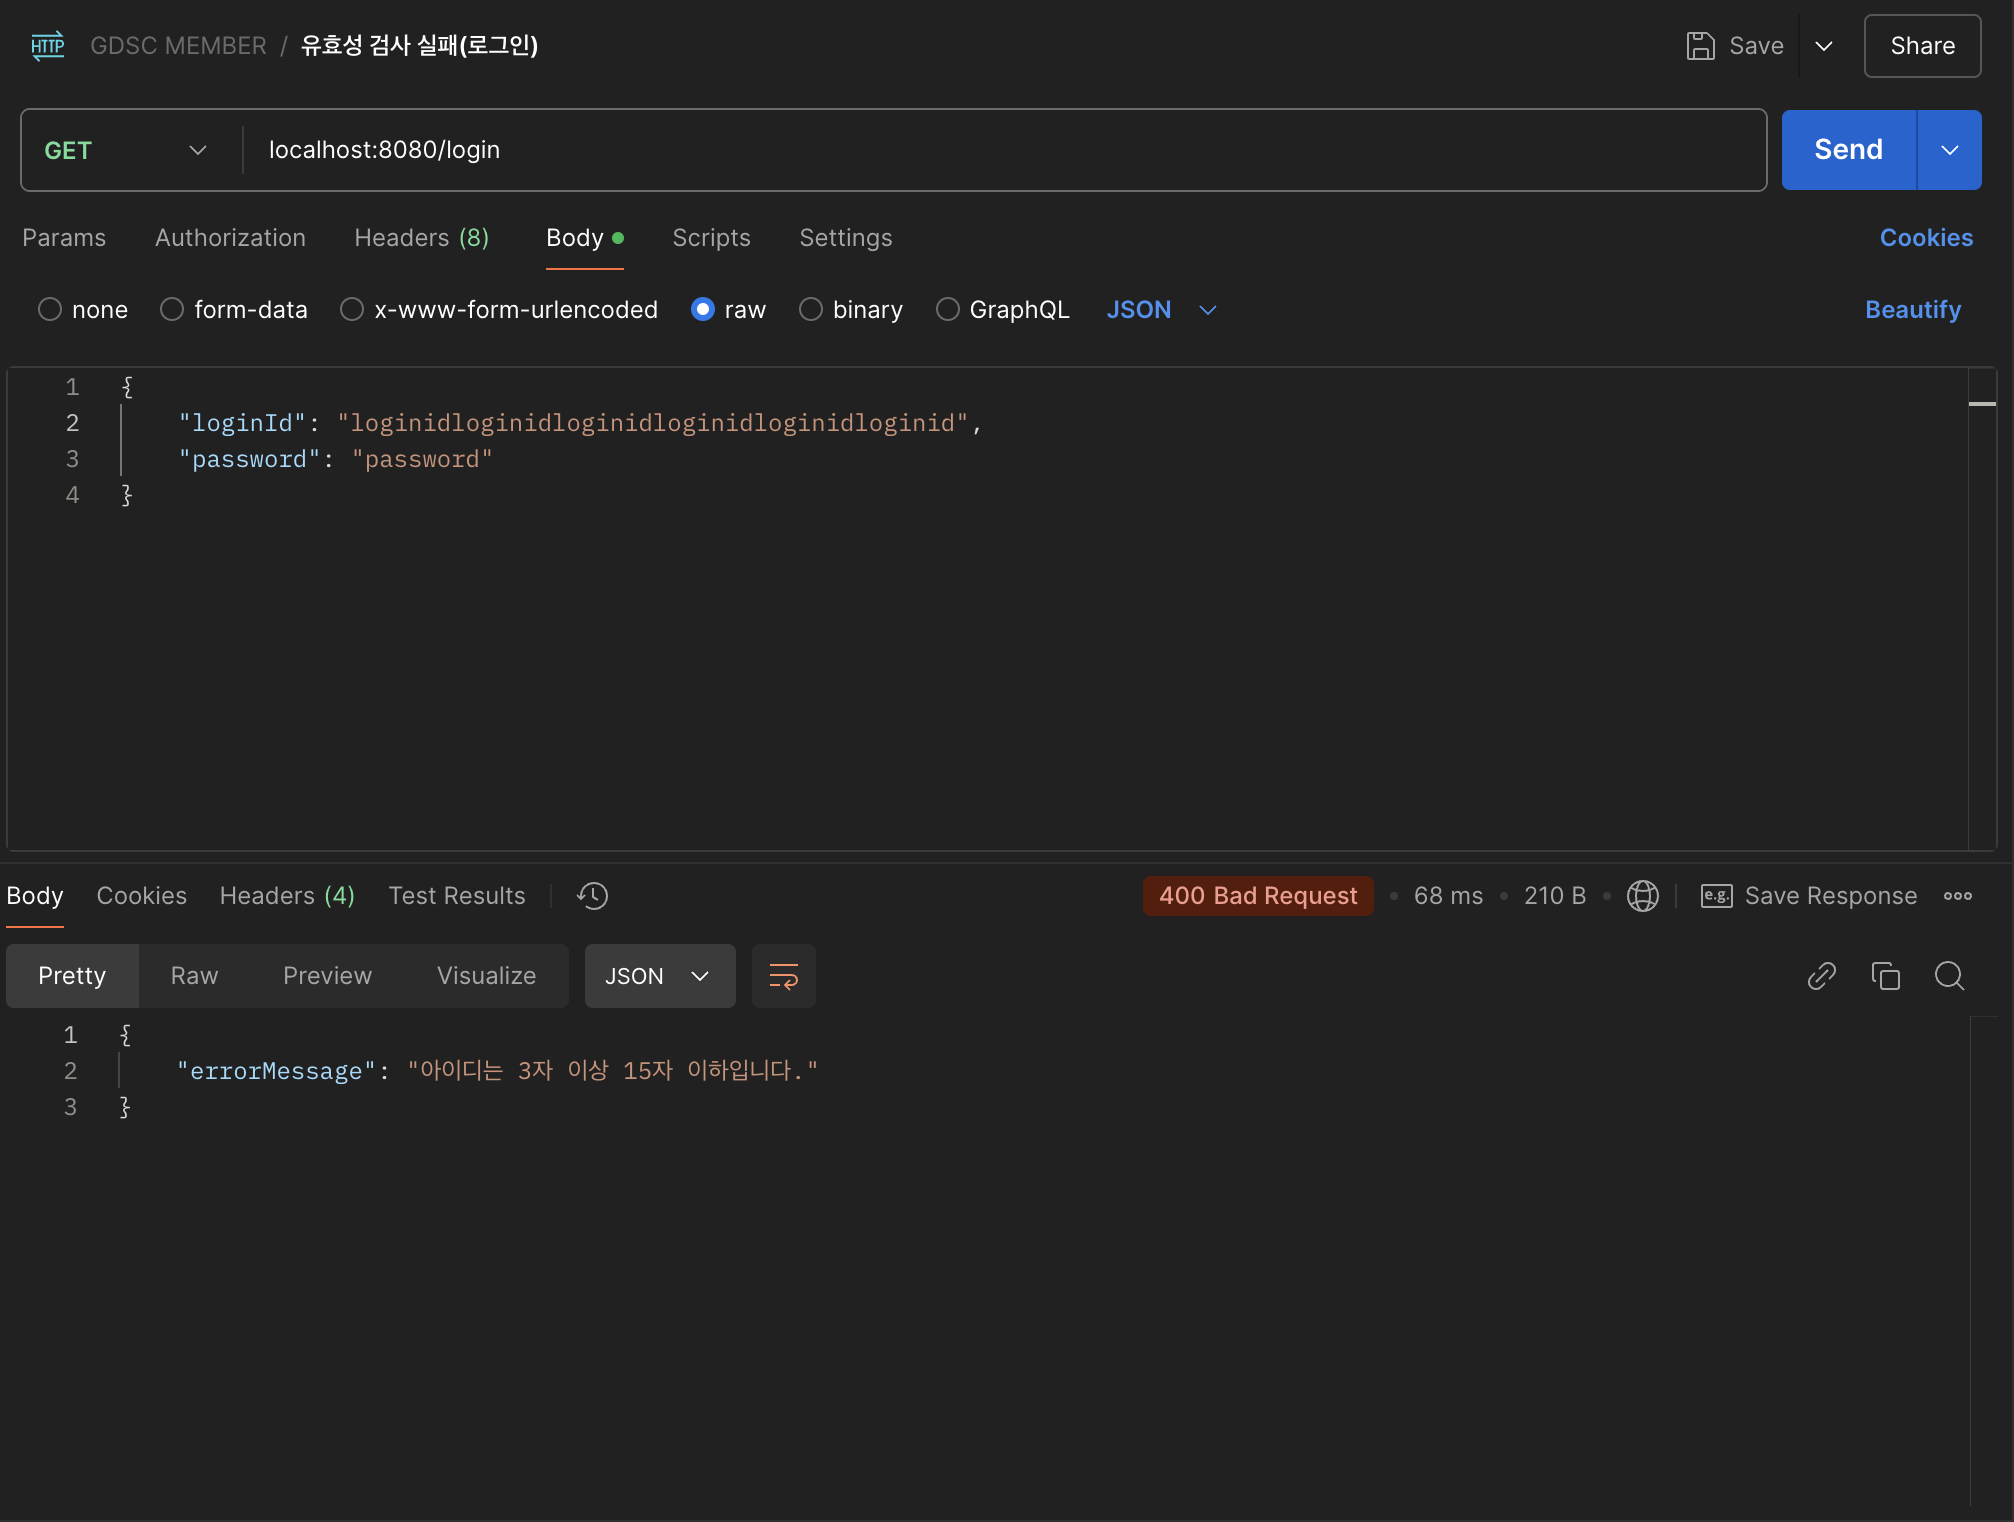 HTTP GDSC MEMBER / 유효성 검사 실패(로그인) Save Share
GET localhost:8080/login Send
Params Authorization Headers (8) Body Scripts Settings Cookies
none form-data x-www-form-urlencoded raw binary GraphQL JSON Beautify
1 {
2 "loginId": "loginidloginidloginidloginidloginidloginid",
3 "password": "password"
4 }
Body Cookies Headers (4) Test Results 400 Bad Request • 68 ms • 210 B • e.g. Save Response
Pretty Raw Preview Visualize JSON
1 {
2 "errorMessage": "아이디는 3자 이상 15자 이하입니다."
3 }